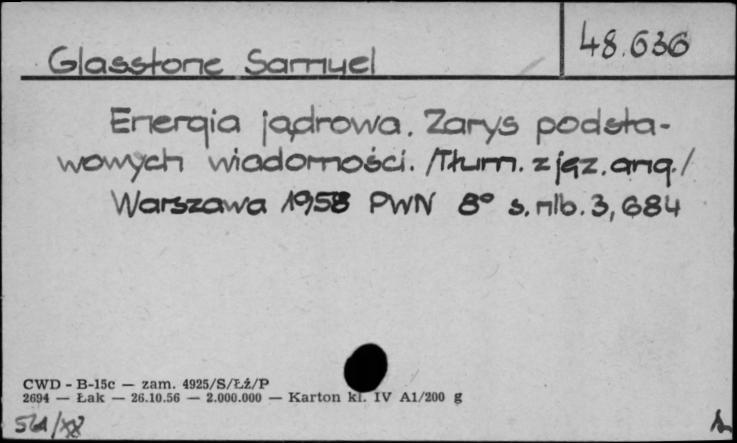 Glasstone Samuel
48.636
Energia jądrowa. Zarys podsta-
wowych wiadomości. /Tłum. z jęz. ang./
Warszawa 1958 PWN 8° s. nlb. 3, 684
CWD - B-15c — zam. 4925/S/Łź/P
2694 — Łak — 26.10.56 — 2.000.000 — Karton kl. IV A1/200 g